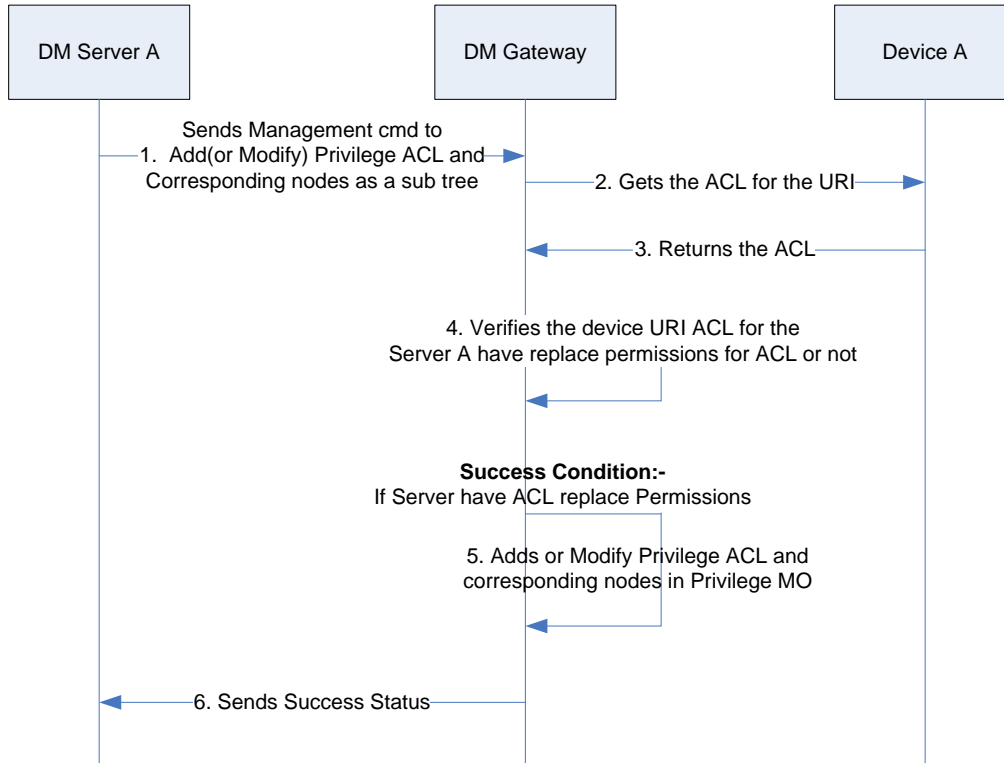 DM Server A
DM Gateway
Device A
Sends Management cmd to
1.  Add(or Modify) Privilege ACL and
Corresponding nodes as a sub tree
2. Gets the ACL for the URI
3. Returns the ACL
4. Verifies the device URI ACL for the
Server A have replace permissions for ACL or not
Success Condition:-
If Server have ACL replace Permissions
5. Adds or Modify Privilege ACL and
corresponding nodes in Privilege MO
6. Sends Success Status